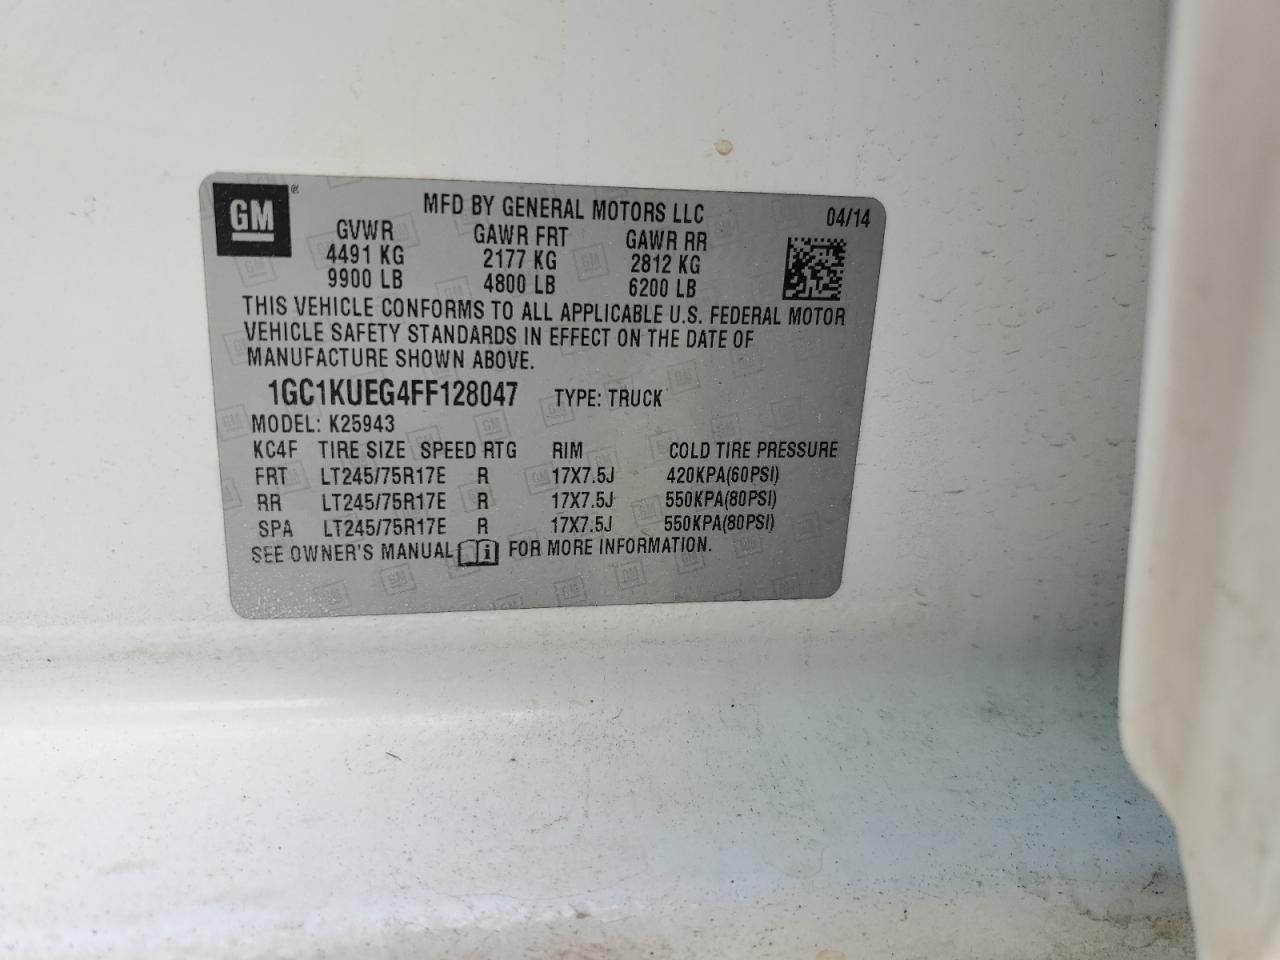 GM ® MFD BY GENERAL MOTORS LLC 04/14
GVWR GAWR FRT GAWR RR
4491 KG 2177 KG 2812 KG
9900 LB 4800 LB 6200 LB
THIS VEHICLE CONFORMS TO ALL APPLICABLE U.S. FEDERAL MOTOR
VEHICLE SAFETY STANDARDS IN EFFECT ON THE DATE OF
MANUFACTURE SHOWN ABOVE.
1GC1KUEG4FF128047 TYPE: TRUCK
MODEL: K25943
KC4F TIRE SIZE SPEED RTG RIM COLD TIRE PRESSURE
FRT LT245/75R17E R 17X7.5J 420KPA(60PSI)
RR LT245/75R17E R 17X7.5J 550KPA(80PSI)
SPA LT245/75R17E R 17X7.5J 550KPA(80PSI)
SEE OWNER'S MANUAL i FOR MORE INFORMATION.